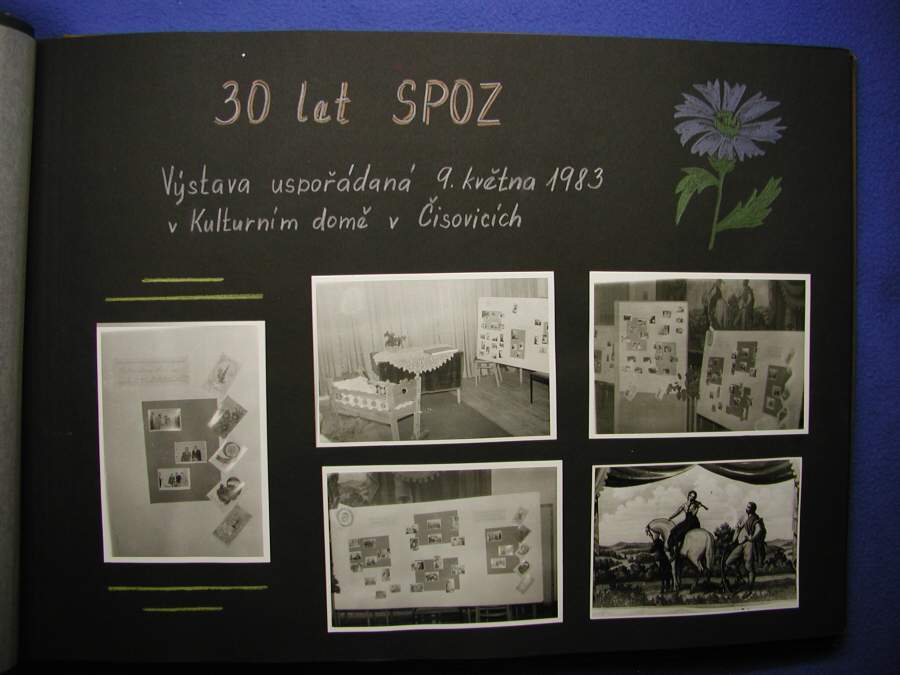 30 let SPOZ
Výstava uspořádaná 9. května 1983
v Kulturním domě v Čisovicích